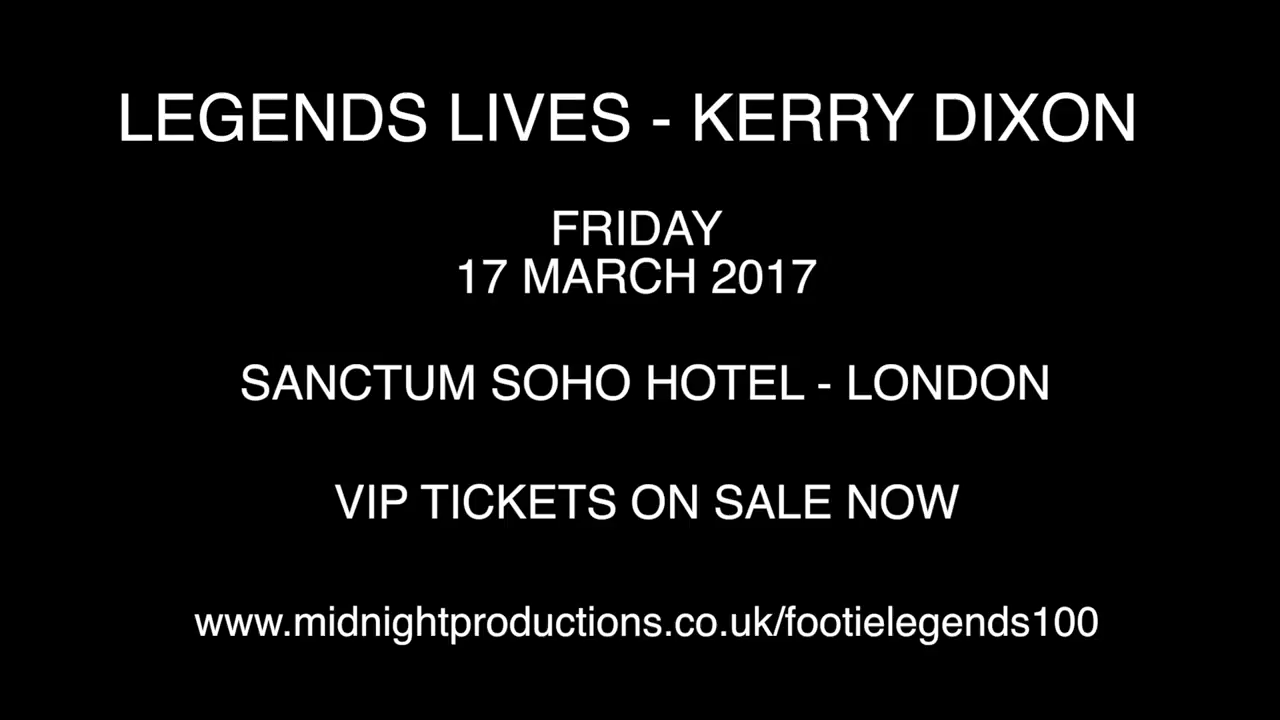 LEGENDS LIVES - KERRY DIXON
FRIDAY
17 MARCH 2017
SANCTUM SOHO HOTEL - LONDON
VIP TICKETS ON SALE NOW
www.midnightproductions.co.uk/footielegends100